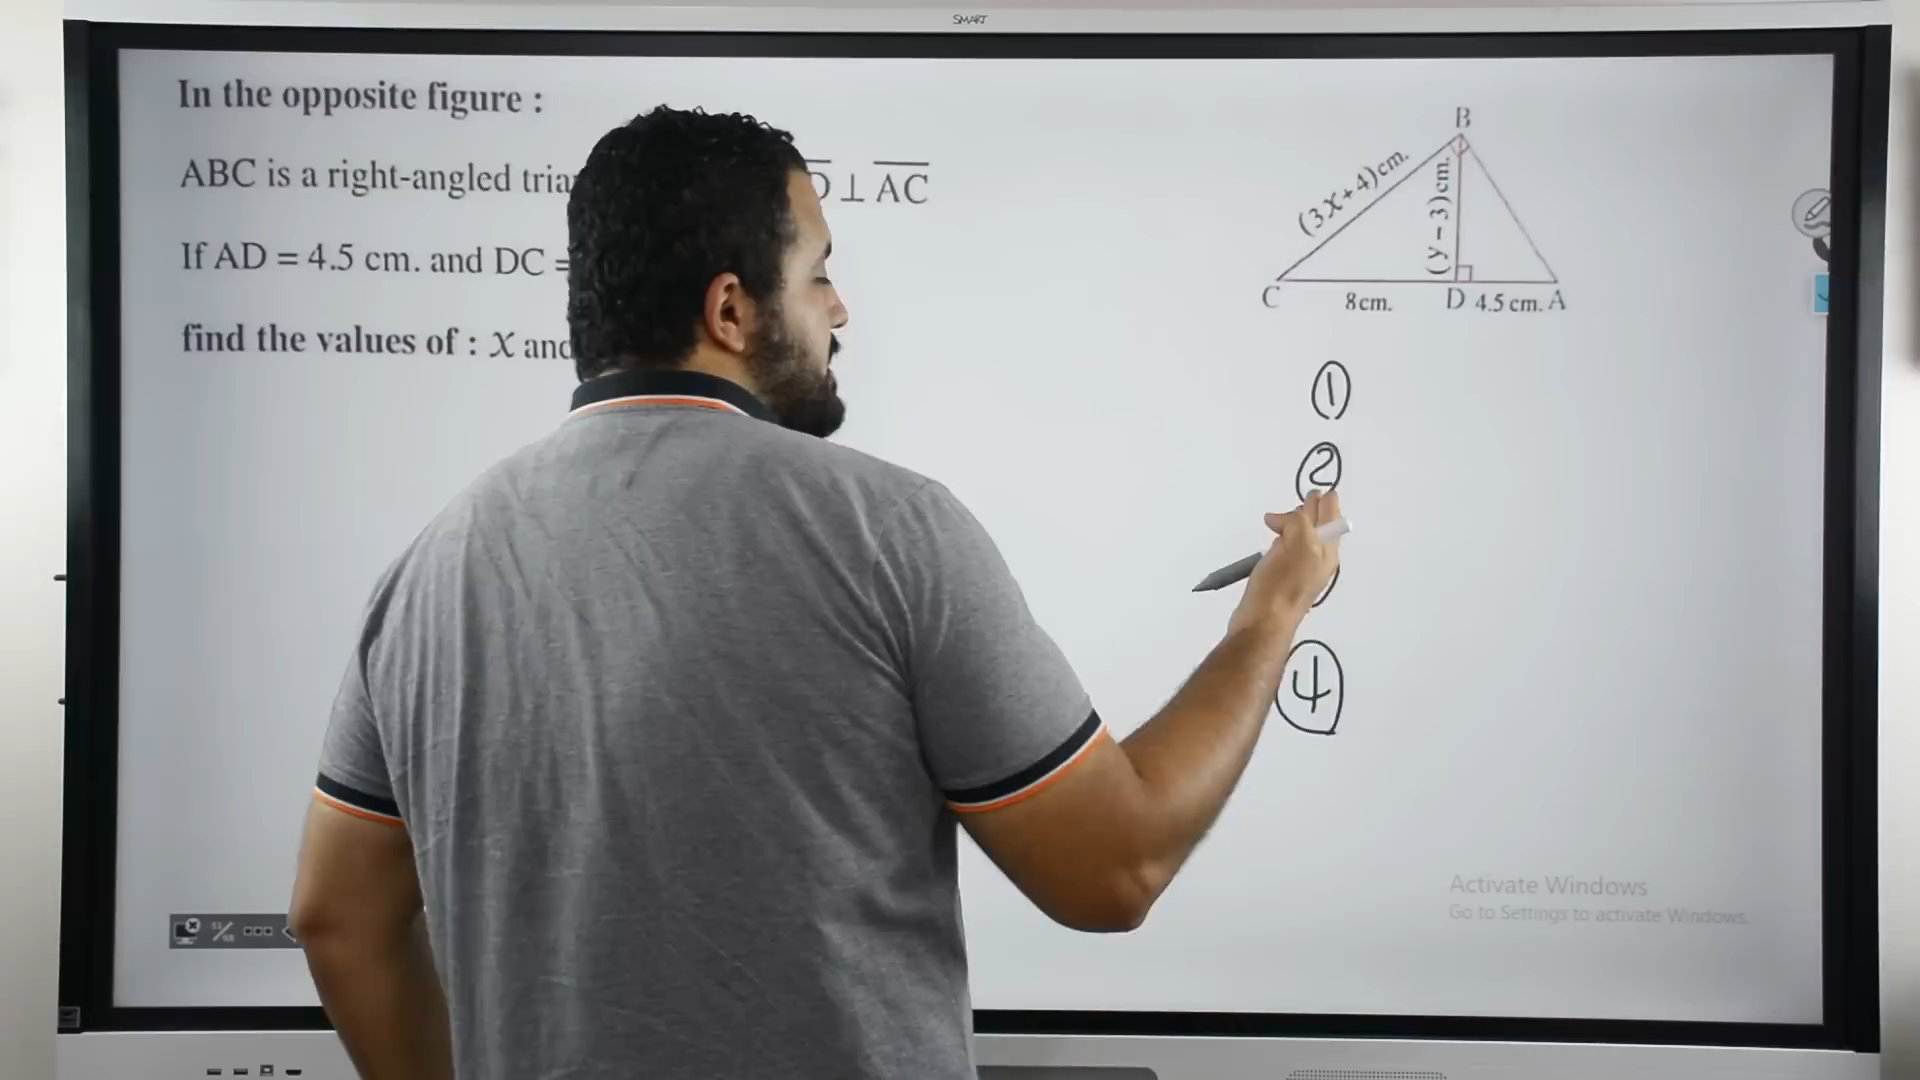 SMART
In the opposite figure :
ABC is a right-angled D ⊥ AC
If AD = 4.5 cm. and DC =
find the values of : x and
B
(3x+4)cm.
(y-3)cm.
C 8cm. D 4.5 cm. A
1
2
4
Activate Windows
Go to Settings to activate Windows.